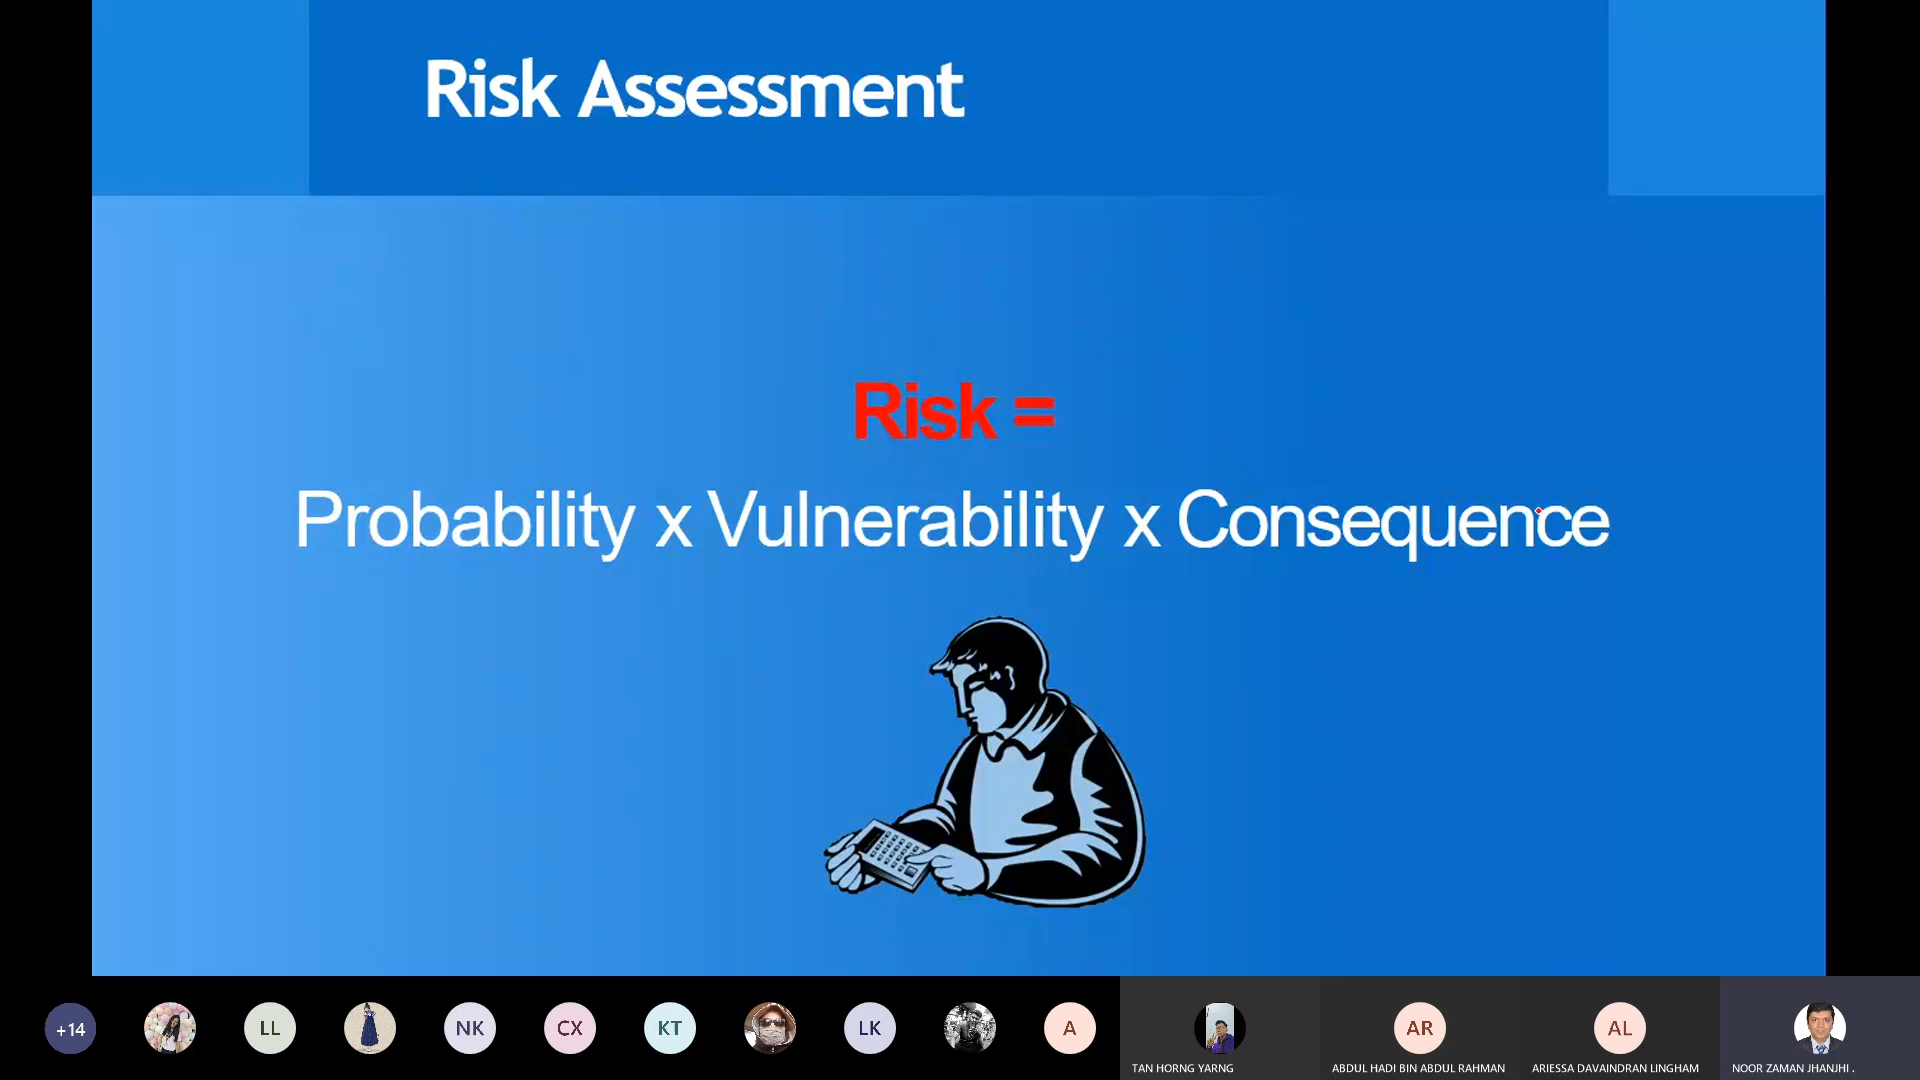 Risk Assessment
Risk =
Probability x Vulnerability x Consequence
+14
LL
NK
CX
KT
LK
A
AR
AL
TAN HORNG YARNG
ABDUL HADI BIN ABDUL RAHMAN
ARIESSA DAVAINDRAN LINGHAM
NOOR ZAMAN JHANJHI .